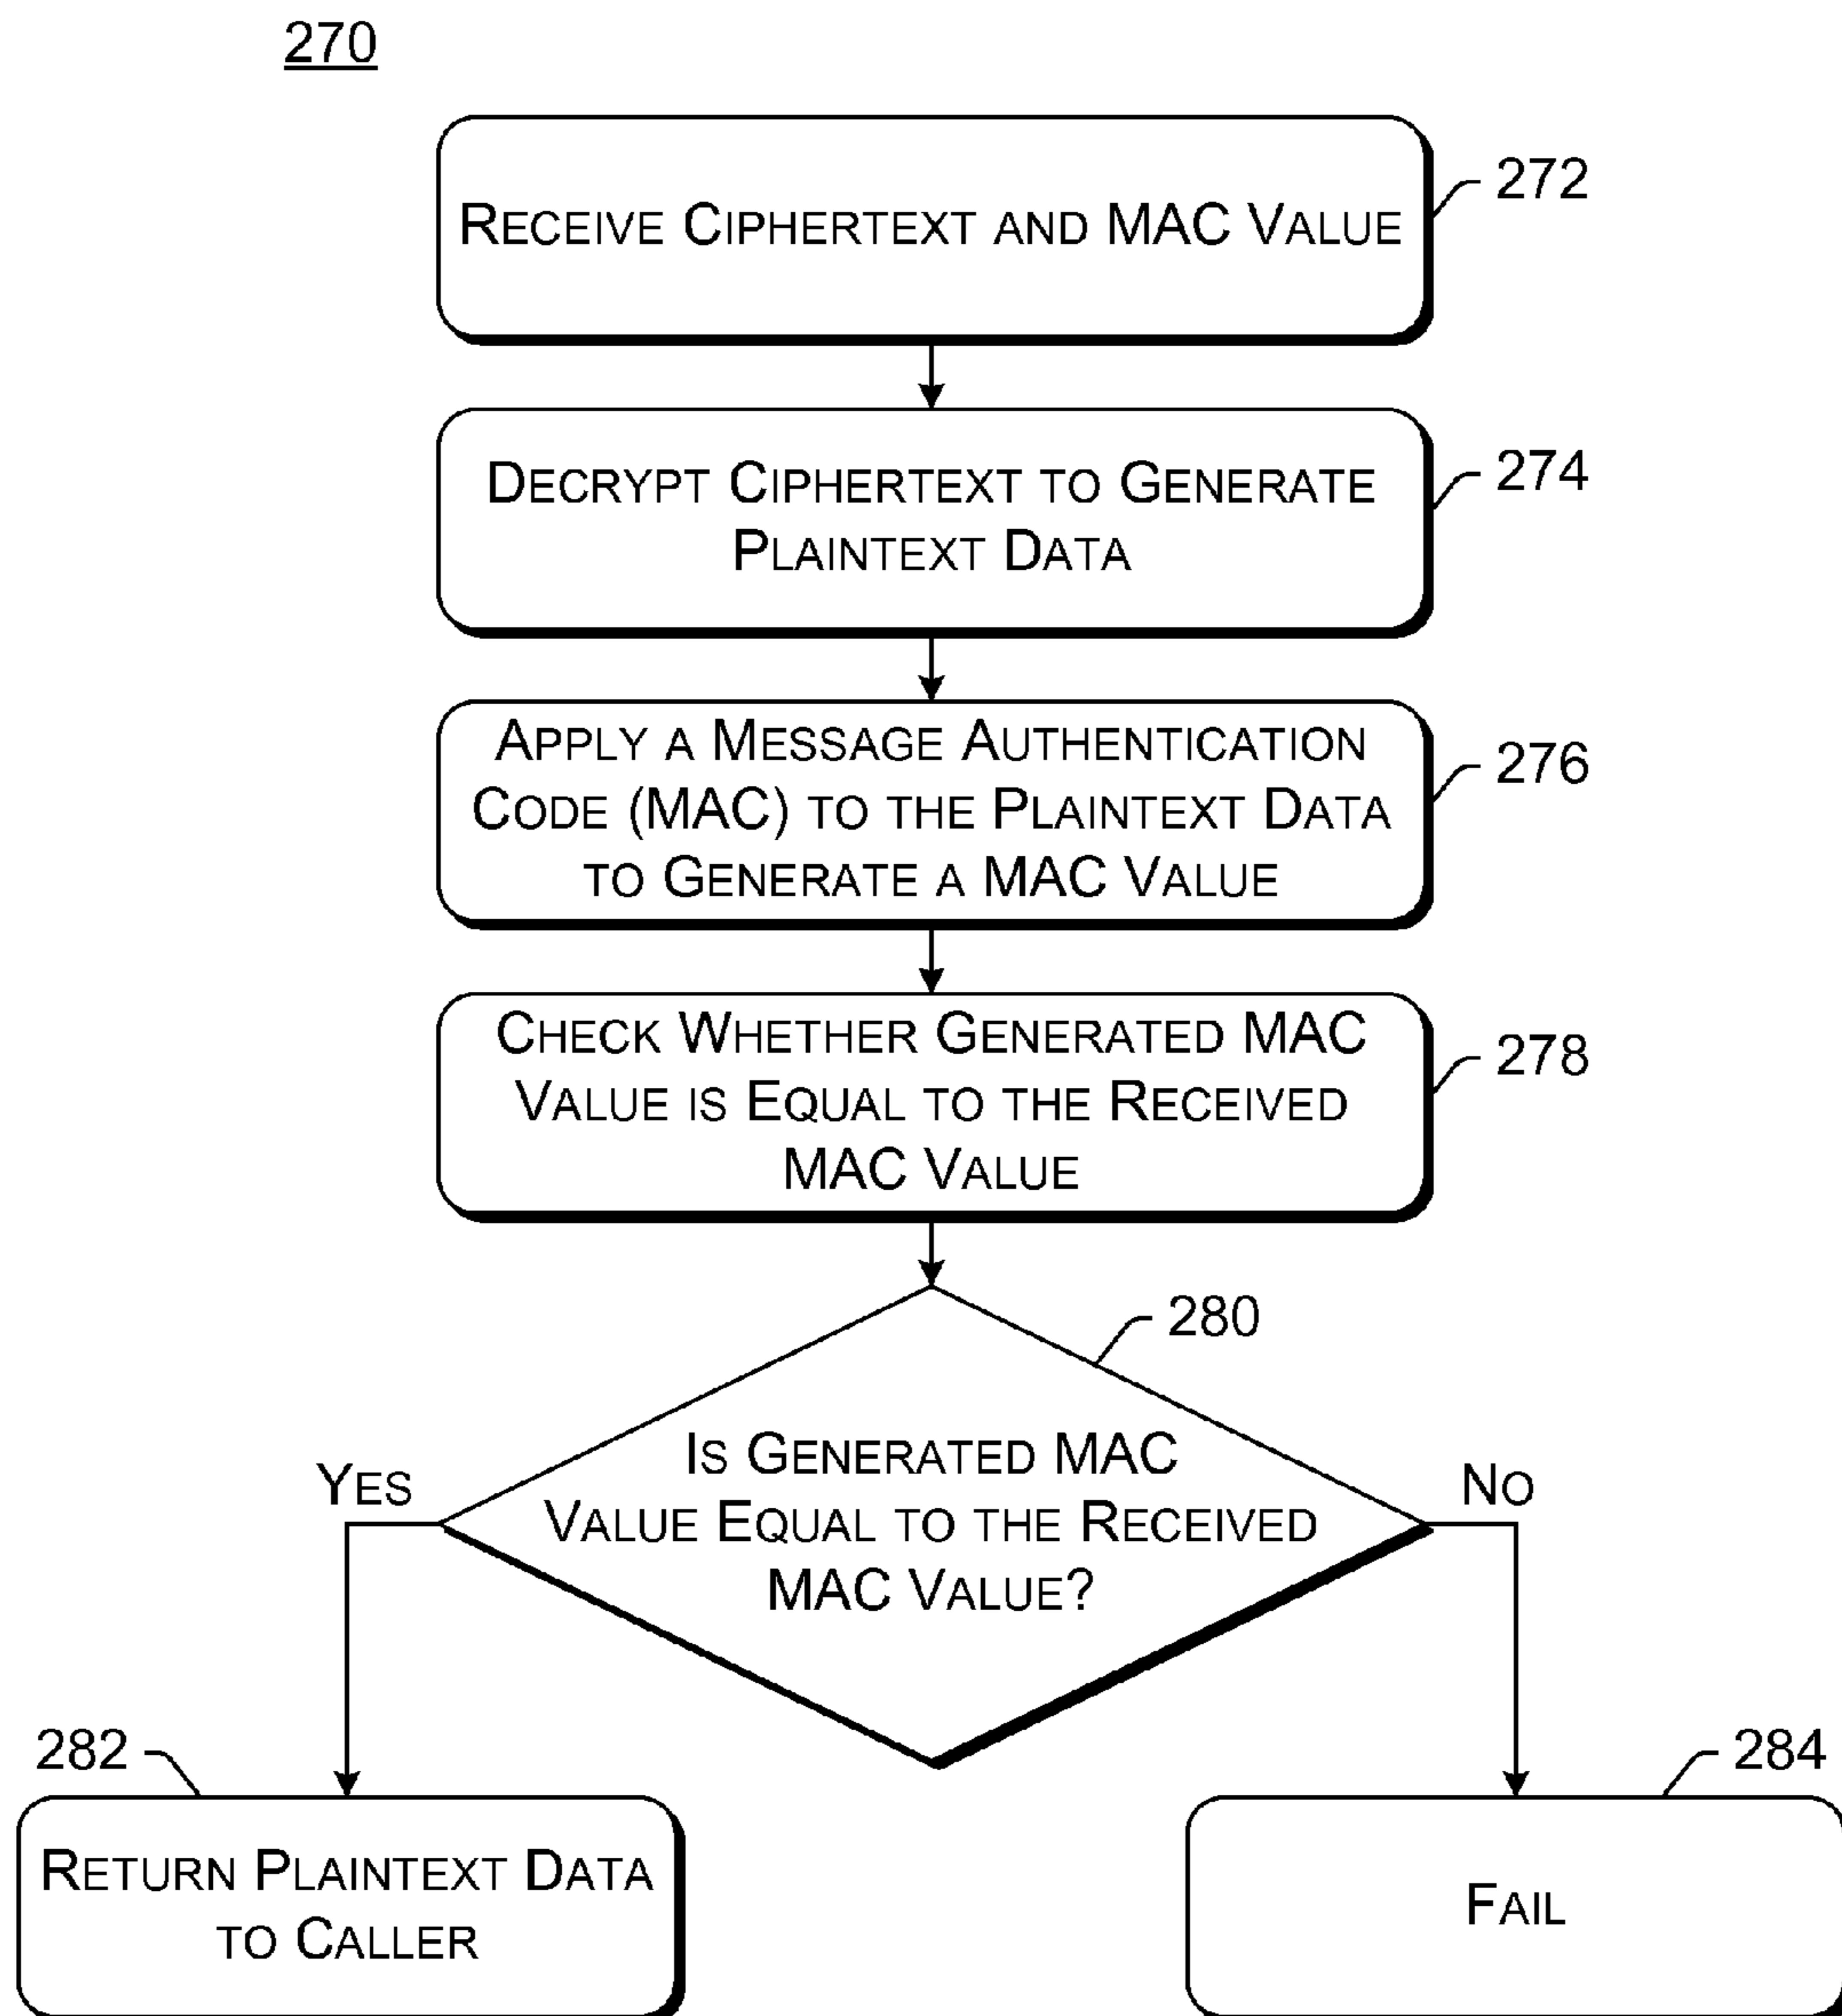 270
RECEIVE CIPHERTEXT AND MAC VALUE
272
DECRYPT CIPHERTEXT TO GENERATE
PLAINTEXT DATA
274
APPLY A MESSAGE AUTHENTICATION
CODE (MAC) TO THE PLAINTEXT DATA
TO GENERATE A MAC VALUE
276
CHECK WHETHER GENERATED MAC
VALUE IS EQUAL TO THE RECEIVED
MAC VALUE
278
280
IS GENERATED MAC
VALUE EQUAL TO THE RECEIVED
MAC VALUE?
YES
NO
282
RETURN PLAINTEXT DATA
TO CALLER
284
FAIL